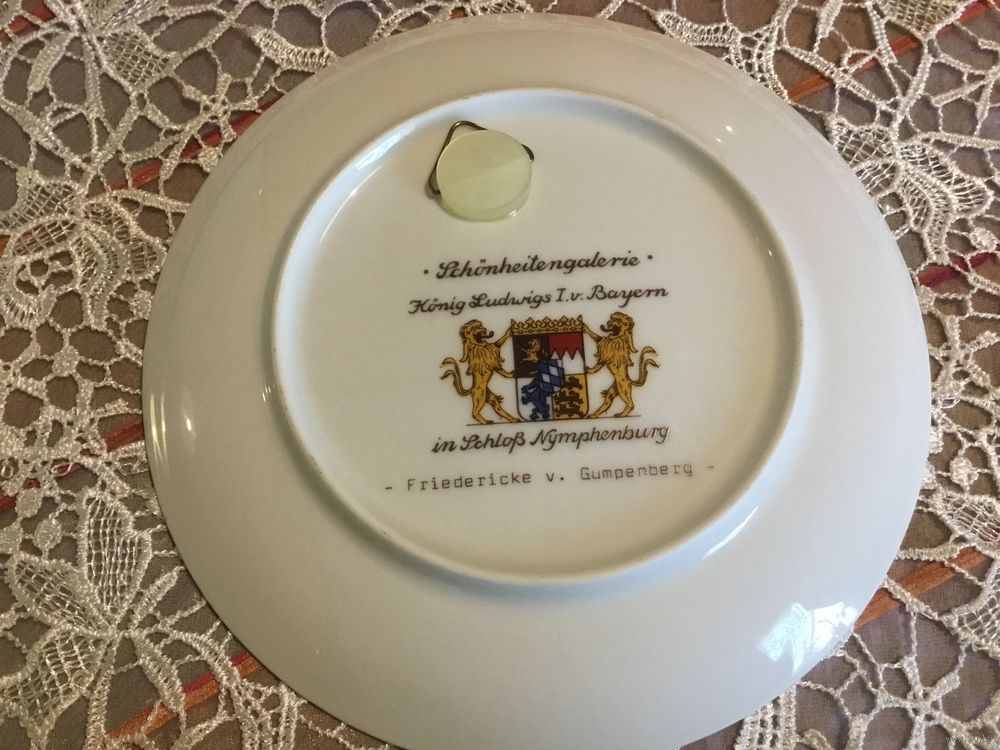 · Schönheitengalerie ·
König Ludwigs I. v. Bayern
in Schloß Nymphenburg
- Friedericke v. Gumpenberg -